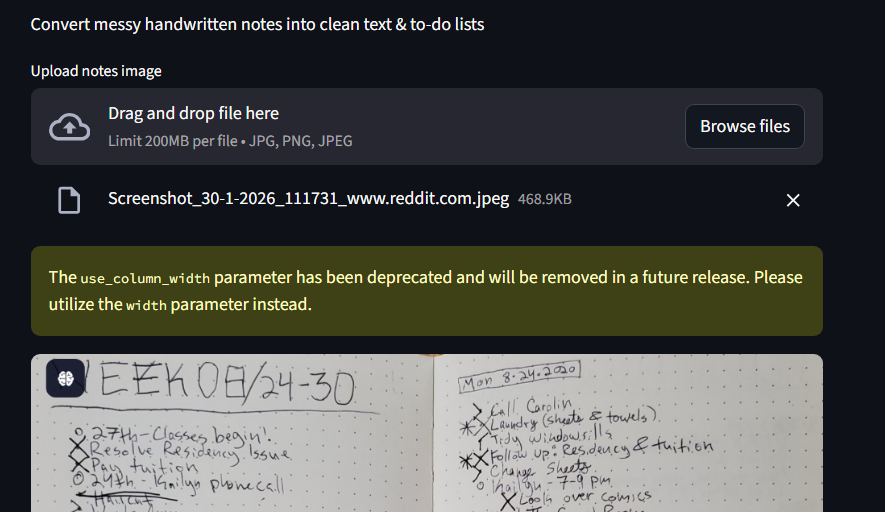 Convert messy handwritten notes into clean text & to-do lists
Upload notes image
Drag and drop file here
Limit 200MB per file • JPG, PNG, JPEG
Browse files
Screenshot_30-1-2026_111731_www.reddit.com.jpeg 468.9KB
The use_column_width parameter has been deprecated and will be removed in a future release. Please
utilize the width parameter instead.
EEK 08/24-30
27th-Classes begin!
Resolve Residency Issue
Pay tuition
24th - Kailyn phone call
Haircut
Mon 8.24.2020
Call Carolin
Laundry (sheets & towels)
Tidy windowsills
Follow up: Residency & tuition
Change sheets
Kailyn - 7-9 pm
Look over comics